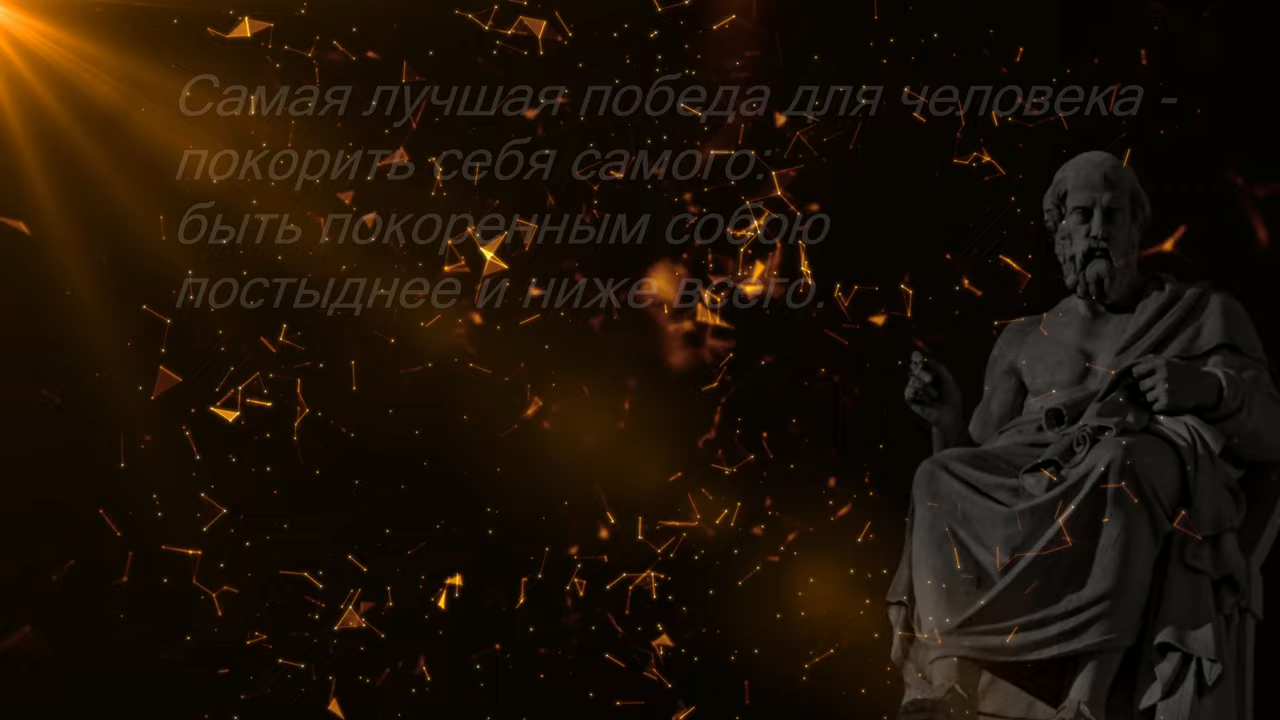 Самая лучшая победа для человека -
покорить себя самого:
быть покоренным собою
постыднее и ниже всего.